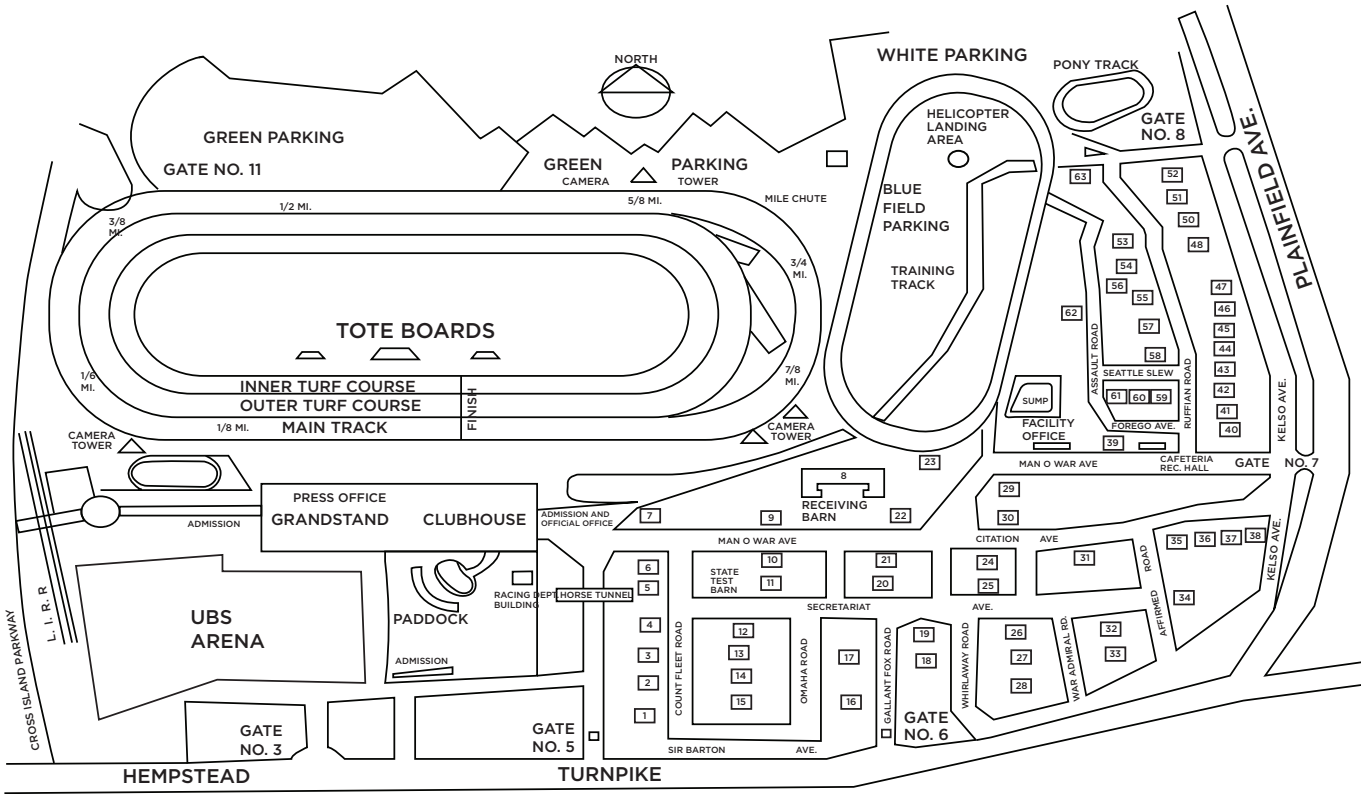 WHITE PARKING
NORTH
PONY TRACK
HELICOPTER
LANDING
AREA
GATE
NO. 8
GREEN PARKING
GATE NO. 11
GREEN PARKING
CAMERA TOWER
PLAINFIELD AVE.
BLUE
FIELD
PARKING
MILE CHUTE
1/2 MI.
5/8 MI.
3/8
MI.
3/4
MI.
TRAINING
TRACK
63
52
51
50
48
53
54
56
55
57
58
47
46
45
44
43
42
41
40
62
ASSAULT ROAD
RUFFIAN ROAD
KELSO AVE.
SEATTLE SLEW
61
60
59
FOREGO AVE.
TOTE BOARDS
INNER TURF COURSE
OUTER TURF COURSE
MAIN TRACK
FINISH
1/6
MI.
1/8 MI.
7/8
MI.
CAMERA
TOWER
CAMERA
TOWER
SUMP
FACILITY
OFFICE
39
MAN O WAR AVE
CAFETERIA
REC. HALL
GATE NO. 7
23
8
RECEIVING
BARN
22
7
9
29
30
PRESS OFFICE
GRANDSTAND CLUBHOUSE
ADMISSION
ADMISSION AND
OFFICIAL OFFICE
MAN O WAR AVE
CITATION AVE
35
36
37
38
KELSO AVE.
L. I. R. R
CROSS ISLAND PARKWAY
UBS
ARENA
PADDOCK
ADMISSION
RACING DEPT.
BUILDING
HORSE TUNNEL
6
5
4
3
2
1
STATE
TEST
BARN
10
11
21
20
24
25
31
ROAD
AFFIRMED
34
SECRETARIAT AVE.
COUNT FLEET ROAD
12
13
14
15
OMAHA ROAD
17
16
GALLANT FOX ROAD
19
18
WHIRLAWAY ROAD
26
27
28
WAR ADMIRAL RD.
32
33
GATE
NO. 3
GATE
NO. 5
GATE
NO. 6
SIR BARTON AVE.
HEMPSTEAD TURNPIKE